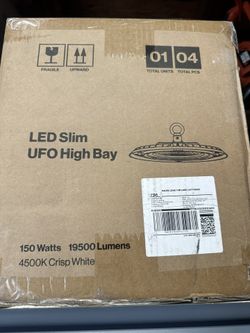 01 04
FRAGILE UPWARD TOTAL UNITS TOTAL PCS
LED Slim
UFO High Bay
150 Watts 19500 Lumens
4500K Crisp White